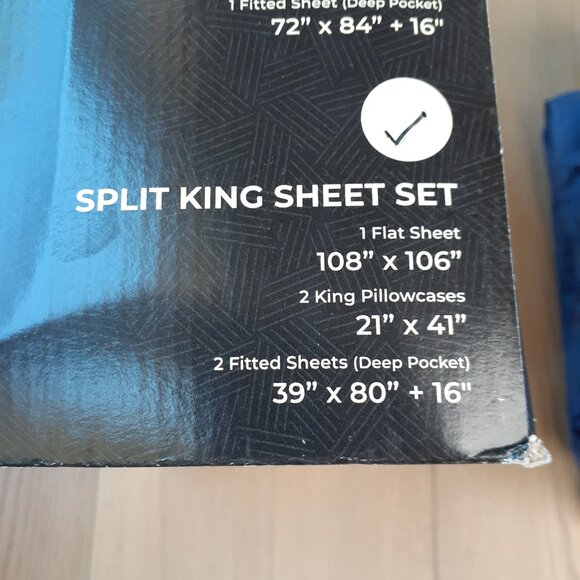 1 Fitted Sheet (Deep Pocket)
72” x 84” + 16"
SPLIT KING SHEET SET
1 Flat Sheet
108” x 106”
2 King Pillowcases
21” x 41”
2 Fitted Sheets (Deep Pocket)
39” x 80” + 16"